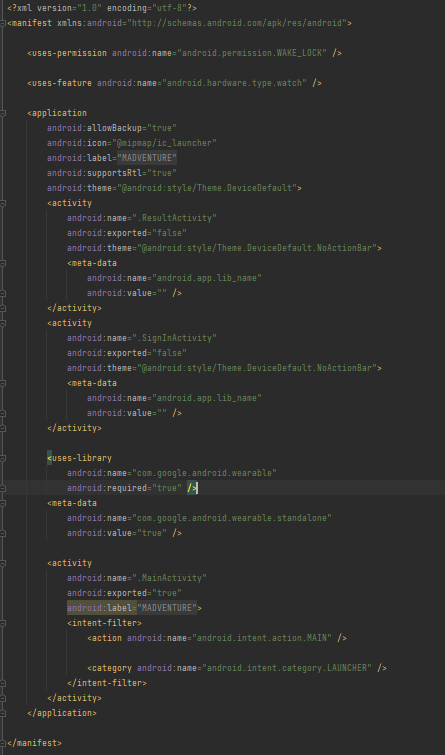 <?xml version="1.0" encoding="utf-8"?>
<manifest xmlns:android="http://schemas.android.com/apk/res/android">
<uses-permission android:name="android.permission.WAKE_LOCK" />
<uses-feature android:name="android.hardware.type.watch" />
<application
android:allowBackup="true"
android:icon="@mipmap/ic_launcher"
android:label="MADVENTURE"
android:supportsRtl="true"
android:theme="@android:style/Theme.DeviceDefault">
<activity
android:name=".ResultActivity"
android:exported="false"
android:theme="@android:style/Theme.DeviceDefault.NoActionBar">
<meta-data
android:name="android.app.lib_name"
android:value="" />
</activity>
<activity
android:name=".SignInActivity"
android:exported="false"
android:theme="@android:style/Theme.DeviceDefault.NoActionBar">
<meta-data
android:name="android.app.lib_name"
android:value="" />
</activity>
<uses-library
android:name="com.google.android.wearable"
android:required="true" />
<meta-data
android:name="com.google.android.wearable.standalone"
android:value="true" />
<activity
android:name=".MainActivity"
android:exported="true"
android:label="MADVENTURE">
<intent-filter>
<action android:name="android.intent.action.MAIN" />
<category android:name="android.intent.category.LAUNCHER" />
</intent-filter>
</activity>
</application>
</manifest>